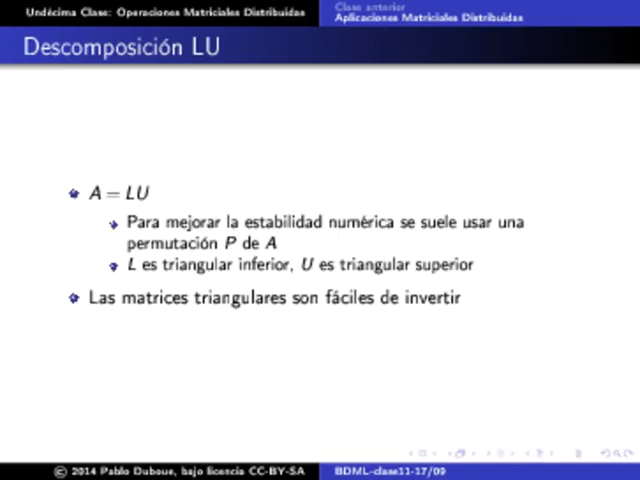 Undécima Clase: Operaciones Matriciales Distribuidas
Clase anterior
Aplicaciones Matriciales Distribuidas
Descomposición LU
A = LU
Para mejorar la estabilidad numérica se suele usar una
permutación P de A
L es triangular inferior, U es triangular superior
Las matrices triangulares son fáciles de invertir
© 2014 Pablo Duboue, bajo licencia CC-BY-SA
BDML-clase11-17/09